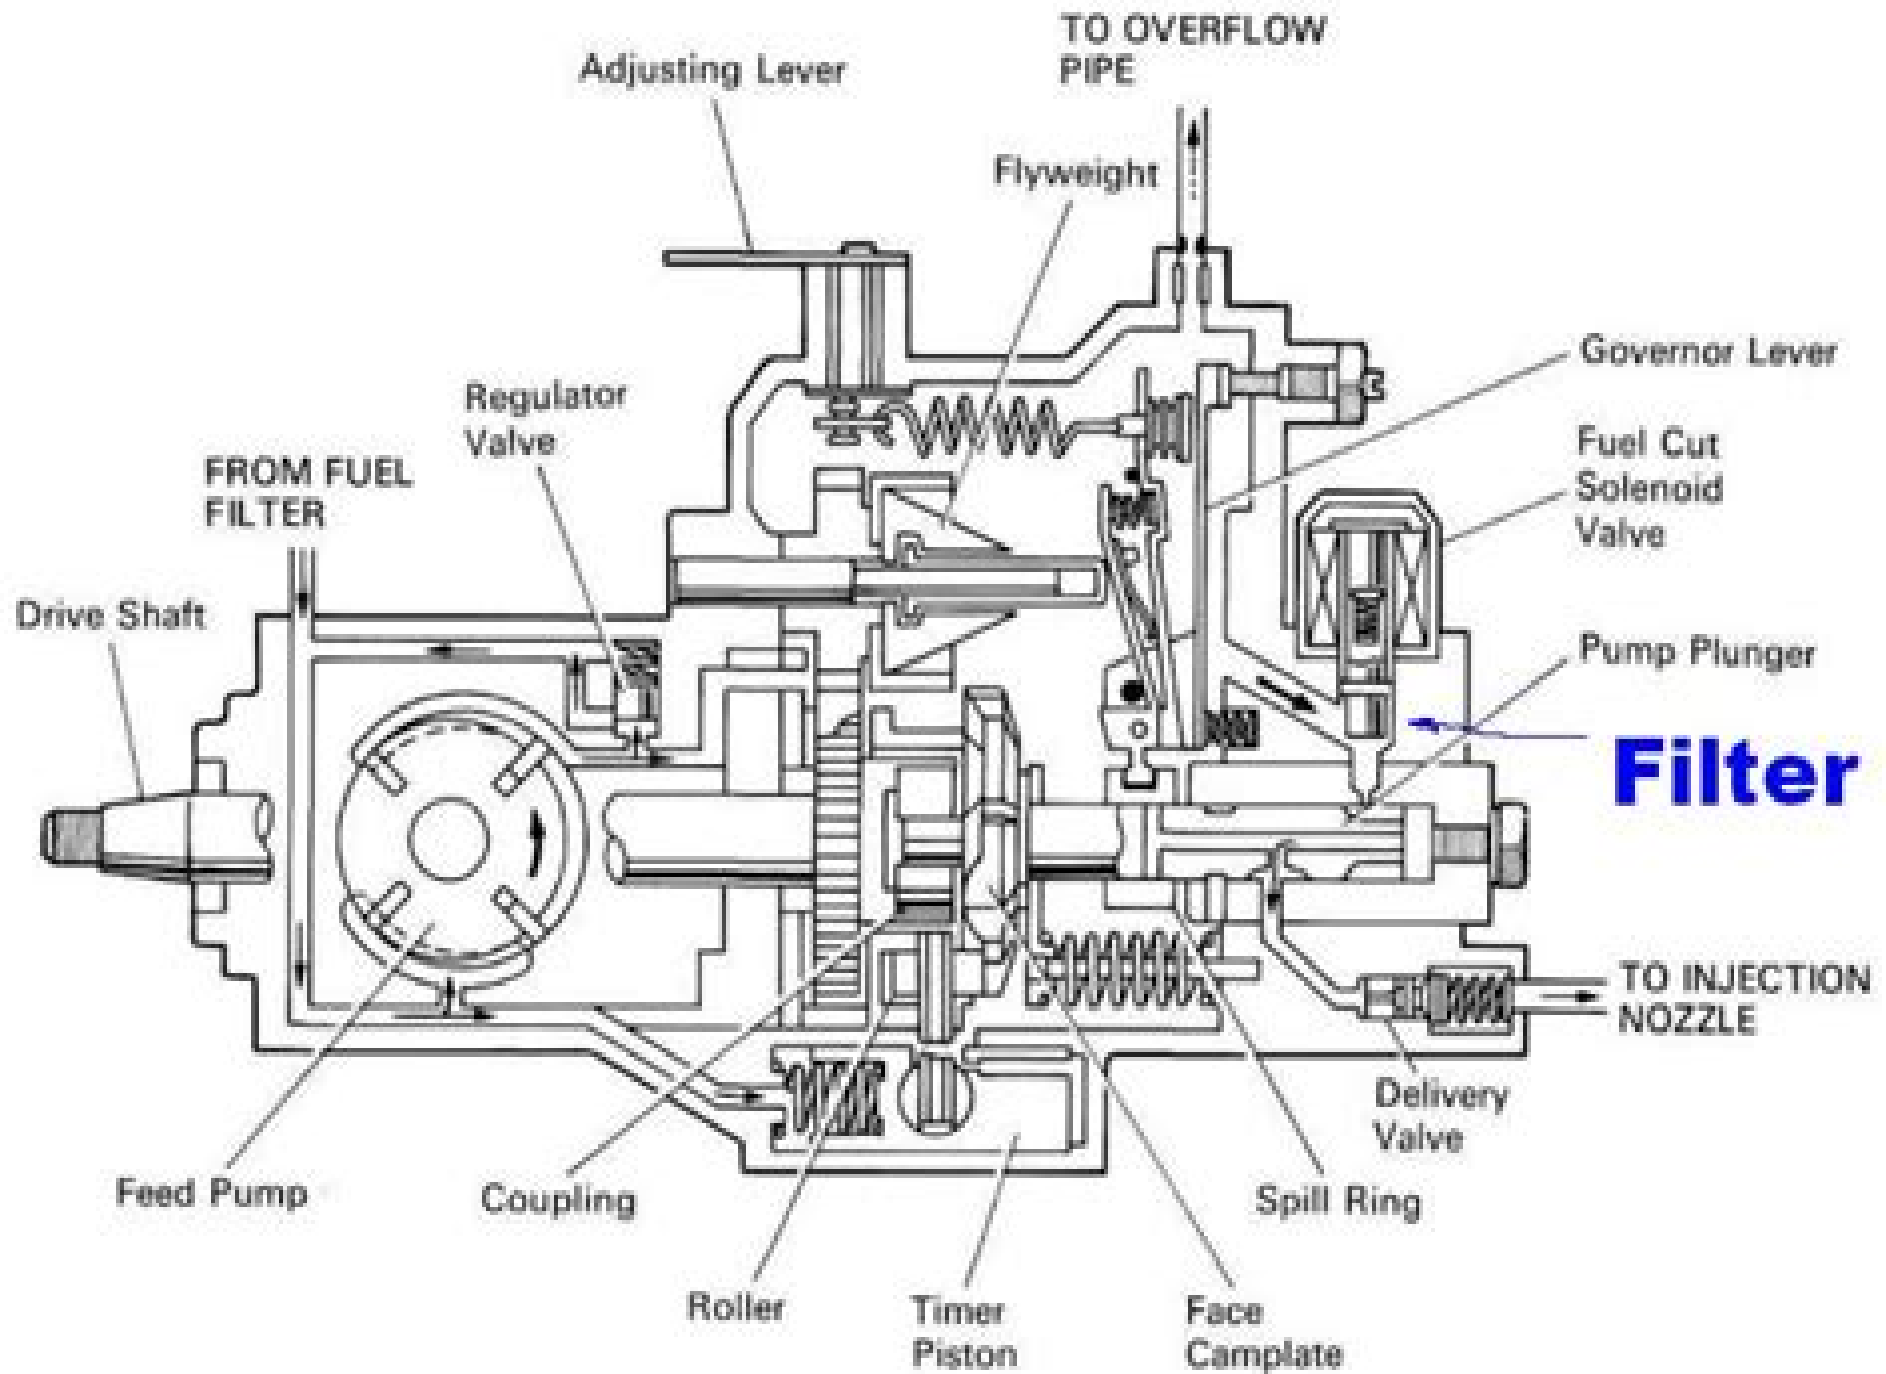 TO OVERFLOW
PIPE
Adjusting Lever
Flyweight
Governor Lever
Regulator
Valve
Fuel Cut
Solenoid
Valve
FROM FUEL
FILTER
Drive Shaft
Pump Plunger
Filter
TO INJECTION
NOZZLE
Delivery
Valve
Feed Pump
Coupling
Spill Ring
Roller
Timer
Piston
Face
Camplate